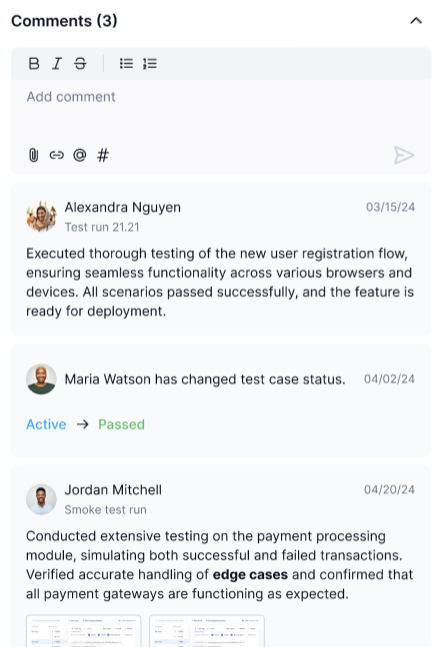 Comments (3)
B I S
Add comment
@ #
Alexandra Nguyen 03/15/24
Test run 21.21
Executed thorough testing of the new user registration flow,
ensuring seamless functionality across various browsers and
devices. All scenarios passed successfully, and the feature is
ready for deployment.
Maria Watson has changed test case status. 04/02/24
Active → Passed
Jordan Mitchell 04/20/24
Smoke test run
Conducted extensive testing on the payment processing
module, simulating both successful and failed transactions.
Verified accurate handling of edge cases and confirmed that
all payment gateways are functioning as expected.